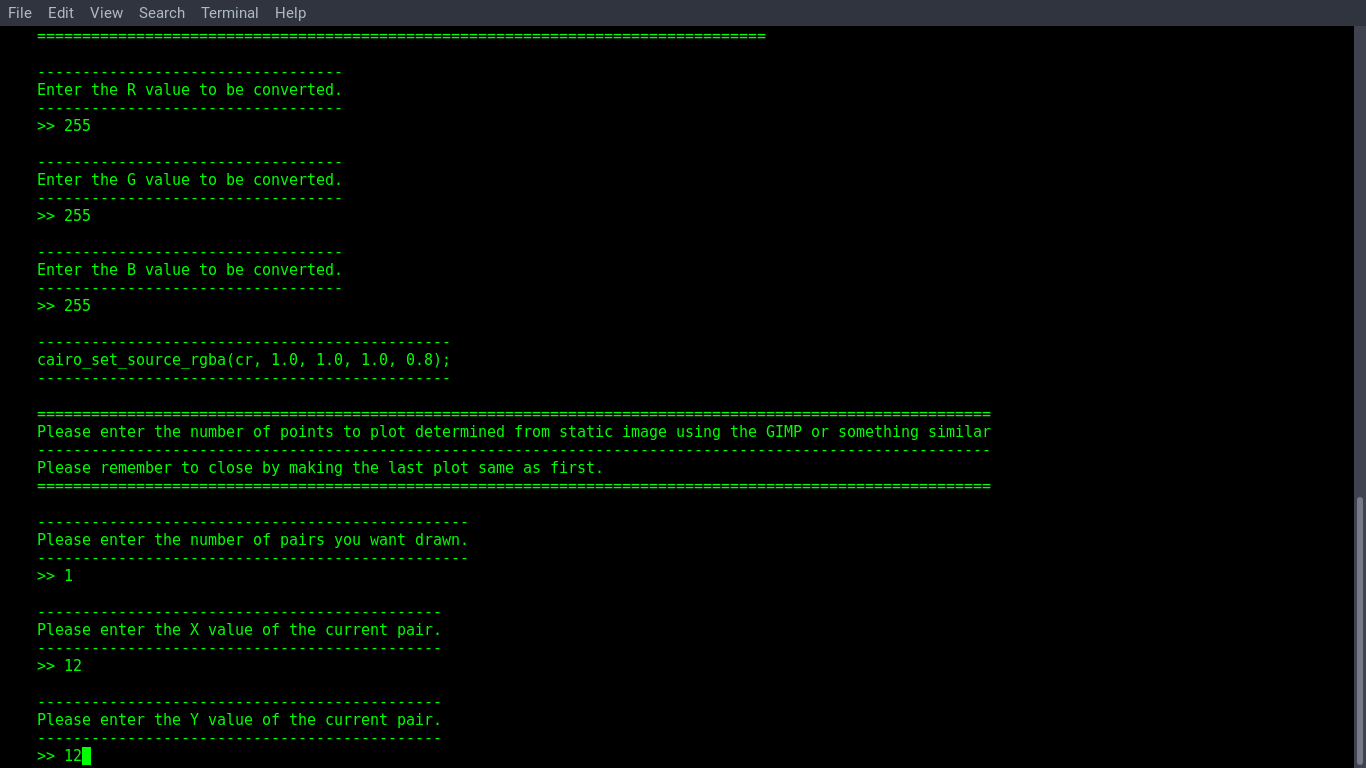 File Edit View Search Terminal Help
=================================================================================
----------------------------------
Enter the R value to be converted.
----------------------------------
>> 255
----------------------------------
Enter the G value to be converted.
----------------------------------
>> 255
----------------------------------
Enter the B value to be converted.
----------------------------------
>> 255
----------------------------------------------
cairo_set_source_rgba(cr, 1.0, 1.0, 1.0, 0.8);
----------------------------------------------
==========================================================================================================
Please enter the number of points to plot determined from static image using the GIMP or something similar
----------------------------------------------------------------------------------------------------------
Please remember to close by making the last plot same as first.
==========================================================================================================
------------------------------------------------
Please enter the number of pairs you want drawn.
------------------------------------------------
>> 1
---------------------------------------------
Please enter the X value of the current pair.
---------------------------------------------
>> 12
---------------------------------------------
Please enter the Y value of the current pair.
---------------------------------------------
>> 12